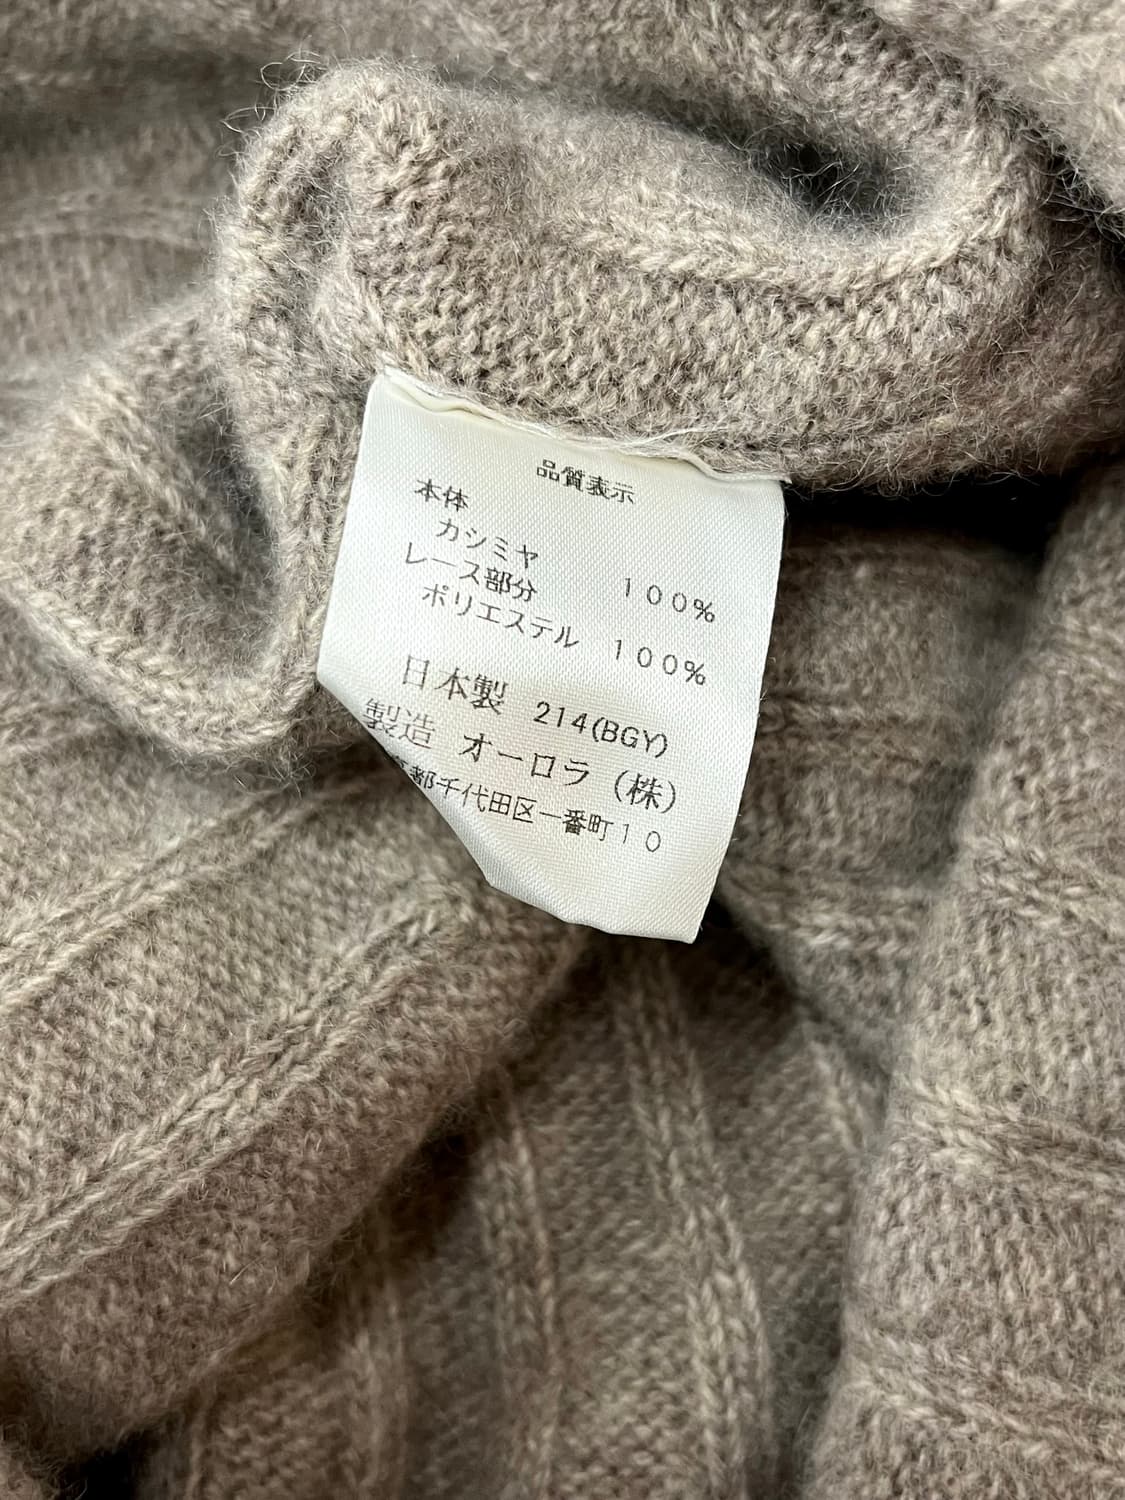 品質表示
本体
カシミヤ 100%
レース部分
ポリエステル 100%
日本製 214(BGY)
製造 オーロラ(株)
京都千代田区一番町10